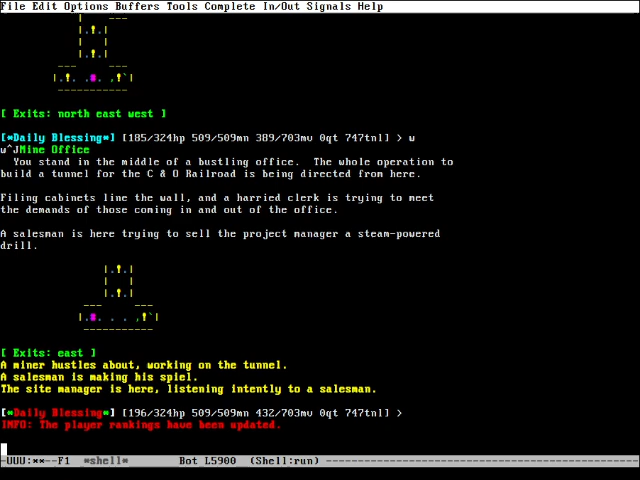 File Edit Options Buffers Tools Complete In/Out Signals Help
[ Exits: north east west ]
[*Daily Blessing*] [185/324hp 509/509mn 389/703mv 0qt 747tnl] > w
w^JMine Office
You stand in the middle of a bustling office.  The whole operation to
build a tunnel for the C & O Railroad is being directed from here.
Filing cabinets line the wall, and a harried clerk is trying to meet
the demands of those coming in and out of the office.
A salesman is here trying to sell the project manager a steam-powered
drill.
[ Exits: east ]
A miner hustles about, working on the tunnel.
A salesman is making his spiel.
The site manager is here, listening intently to a salesman.
[*Daily Blessing*] [196/324hp 509/509mn 432/703mv 0qt 747tnl] >
INFO: The player rankings have been updated.
-UUU:**--F1  *shell*        Bot L5900  (Shell:run) ----------------------------------------